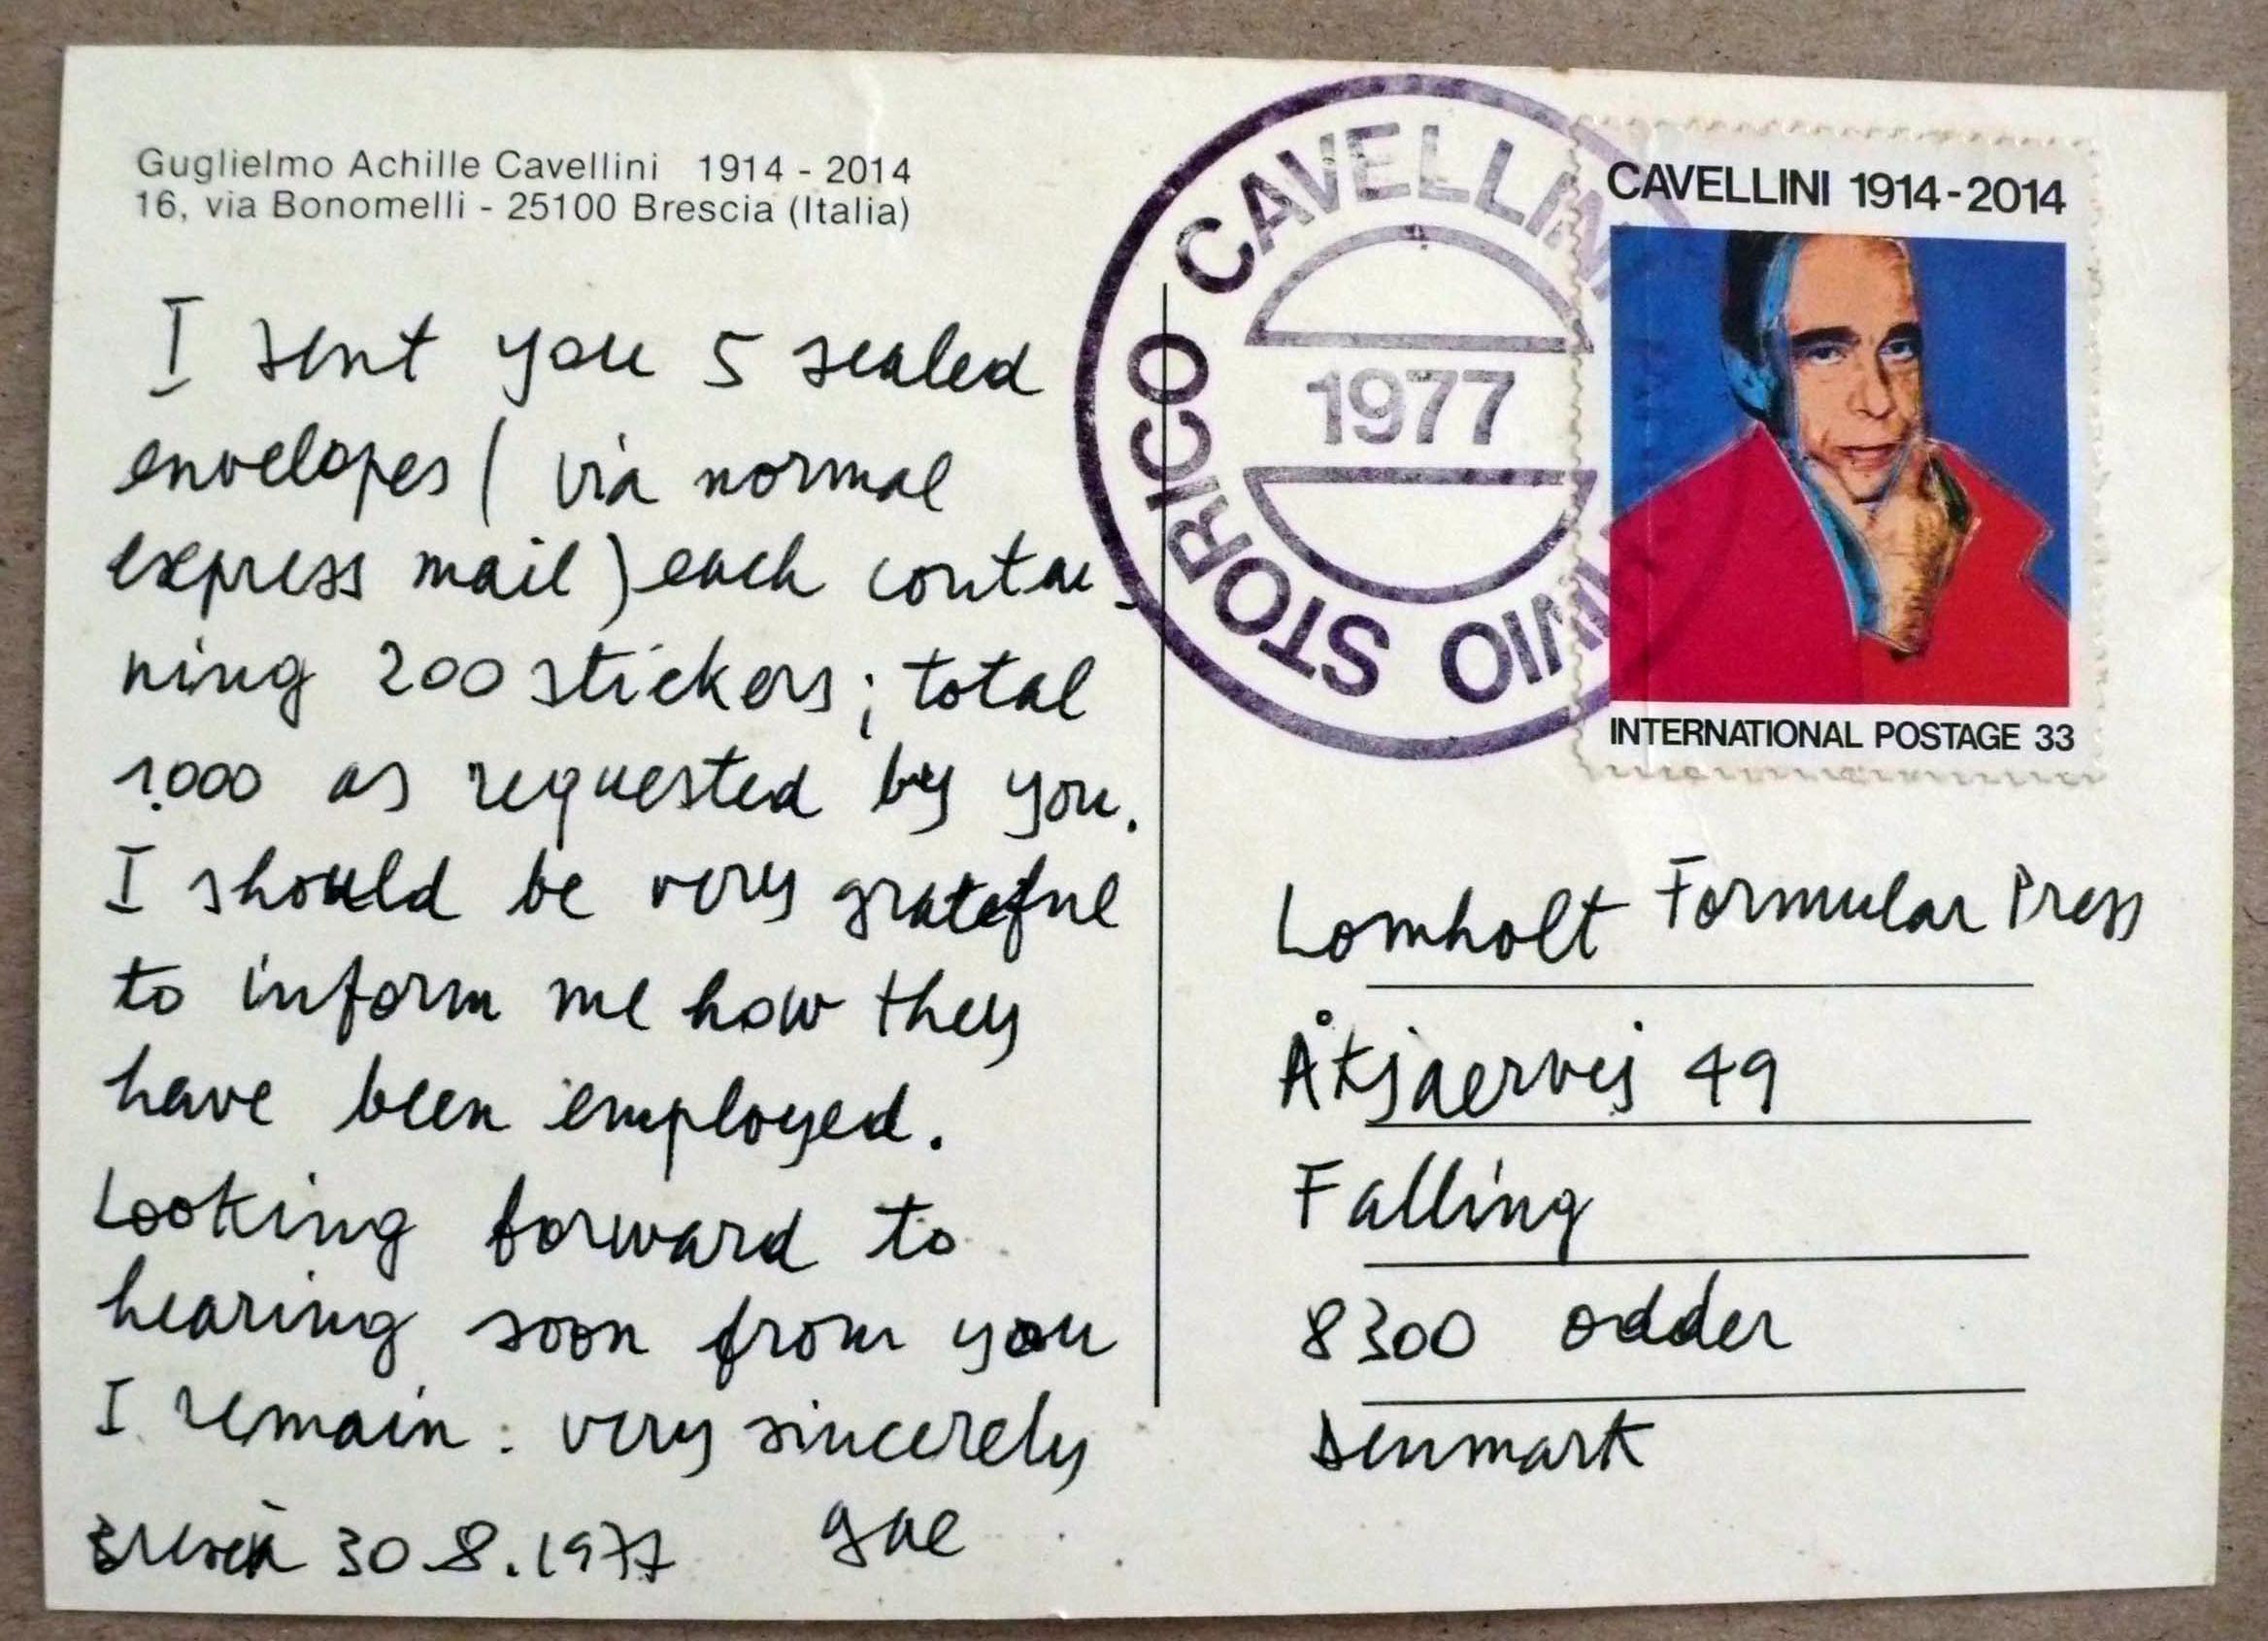 Guglielmo Achille Cavellini 1914 - 2014
16, via Bonomelli - 25100 Brescia (Italia)
I sent you 5 sealed
envelopes ( via normal
express mail ) each contai-
ning 200 stickers; total
1.000 as requested by you.
I should be very grateful
to inform me how they
have been employed.
Looking forward to
hearing soon from you
I remain : very sincerely
Brescia 30.8.1977 gac
STORICO CAVELLINI
1977
CAVELLINI 1914-2014
INTERNATIONAL POSTAGE 33
Lomholt Formular Press
Åkjaervej 49
Falling
8300 odder
Denmark